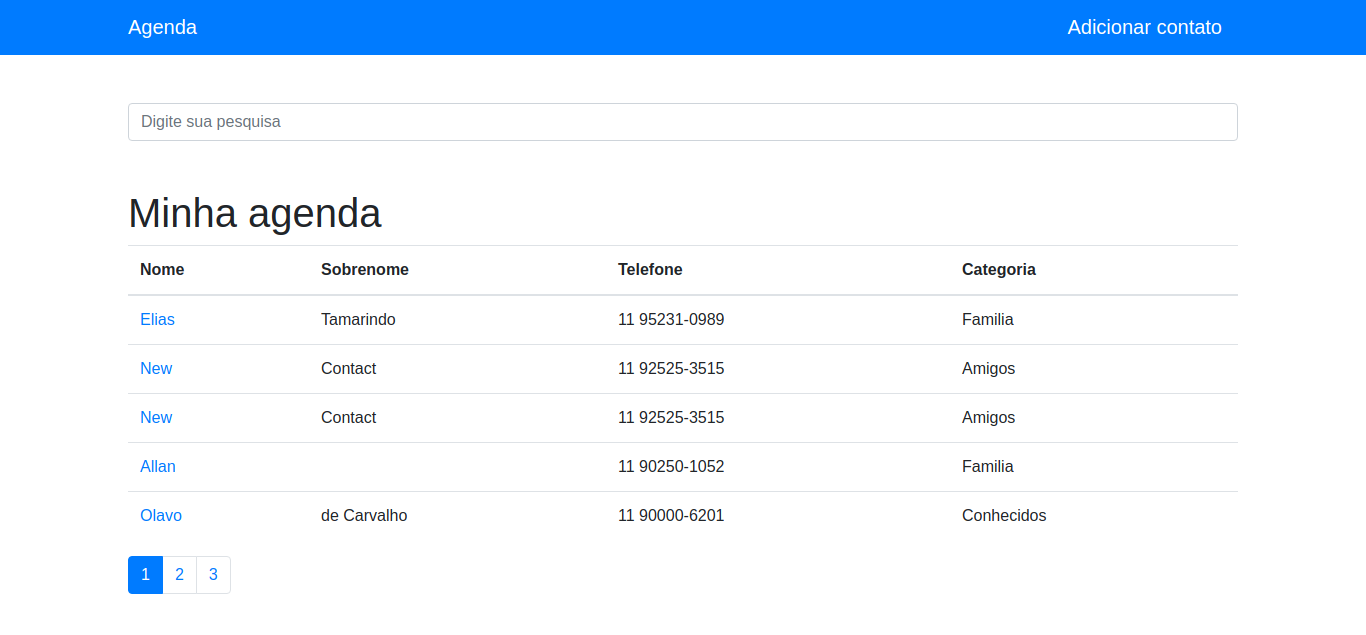 Agenda Adicionar contato
Digite sua pesquisa
Minha agenda
Nome Sobrenome Telefone Categoria
Elias Tamarindo 11 95231-0989 Familia
New Contact 11 92525-3515 Amigos
New Contact 11 92525-3515 Amigos
Allan 11 90250-1052 Familia
Olavo de Carvalho 11 90000-6201 Conhecidos
1 2 3